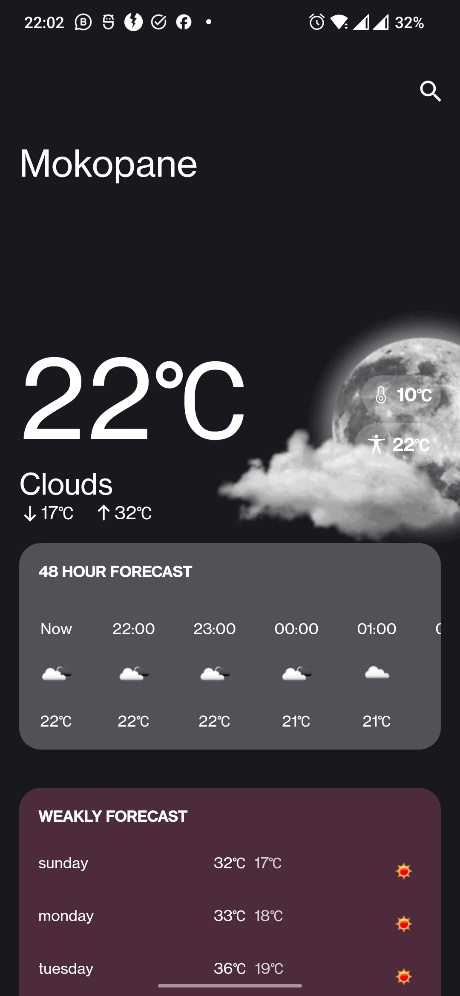 22:02 32%
Mokopane
22℃
10℃
22℃
Clouds
↓17℃ ↑32℃
48 HOUR FORECAST
Now 22:00 23:00 00:00 01:00
22℃ 22℃ 22℃ 21℃ 21℃
WEAKLY FORECAST
sunday 32℃ 17℃
monday 33℃ 18℃
tuesday 36℃ 19℃